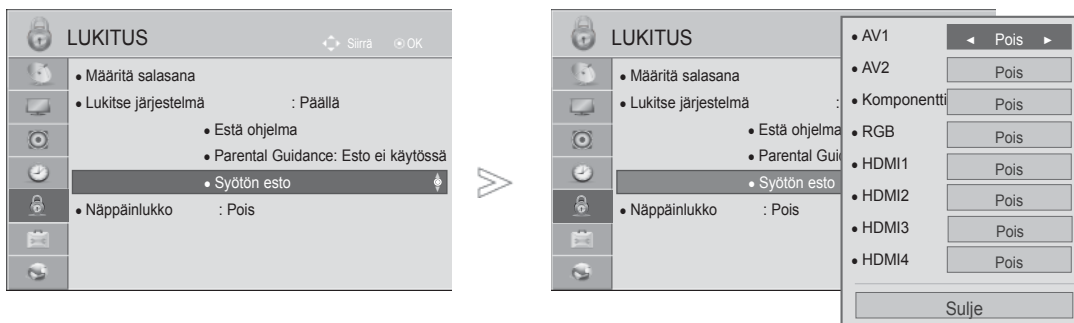 LUKITUS
Siirrä OK
• Määritä salasana
• Lukitse järjestelmä : Päällä
• Estä ohjelma
• Parental Guidance: Esto ei käytössä
• Syötön esto
• Näppäinlukko : Pois
LUKITUS
• Määritä salasana
• Lukitse järjestelmä :
• Estä ohjelma
• Parental Guid
• Syötön esto
• Näppäinlukko : Pois
• AV1 ◄ Pois ►
• AV2 Pois
• Komponentti Pois
• RGB Pois
• HDMI1 Pois
• HDMI2 Pois
• HDMI3 Pois
• HDMI4 Pois
Sulje